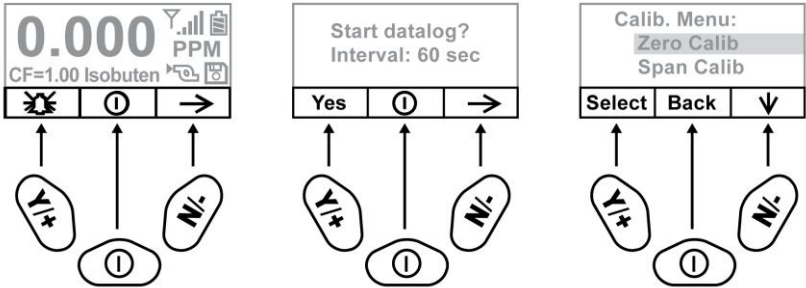 0.000
PPM
CF=1.00 Isobuten
Y/+
N/-
Start datalog?
Interval: 60 sec
Yes
Y/+
N/-
Calib. Menu:
Zero Calib
Span Calib
Select Back
Y/+
N/-